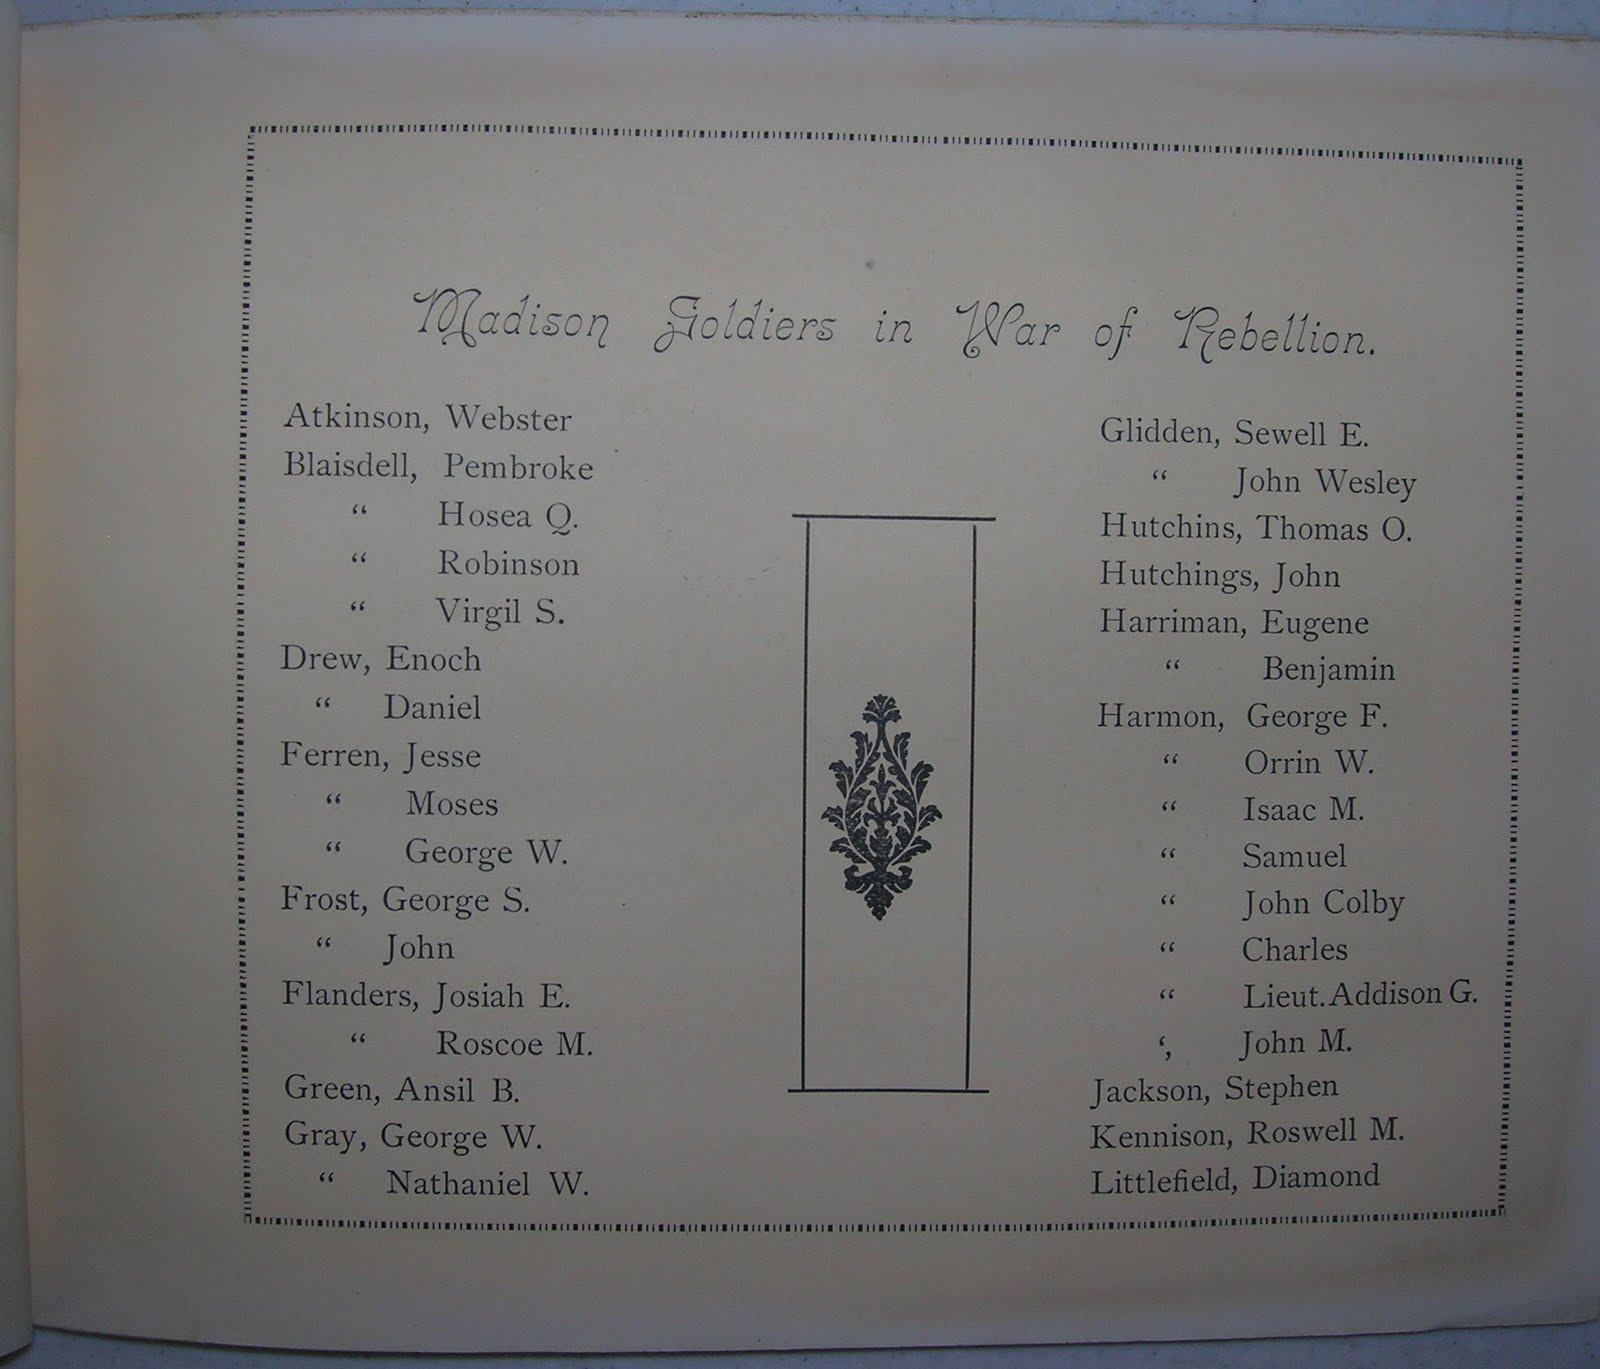 Madison Soldiers in War of Rebellion.
Atkinson, Webster
Blaisdell, Pembroke
“ Hosea Q.
“ Robinson
“ Virgil S.
Drew, Enoch
“ Daniel
Ferren, Jesse
“ Moses
“ George W.
Frost, George S.
“ John
Flanders, Josiah E.
“ Roscoe M.
Green, Ansil B.
Gray, George W.
“ Nathaniel W.
Glidden, Sewell E.
“ John Wesley
Hutchins, Thomas O.
Hutchings, John
Harriman, Eugene
“ Benjamin
Harmon, George F.
“ Orrin W.
“ Isaac M.
“ Samuel
“ John Colby
“ Charles
“ Lieut. Addison G.
‘, John M.
Jackson, Stephen
Kennison, Roswell M.
Littlefield, Diamond